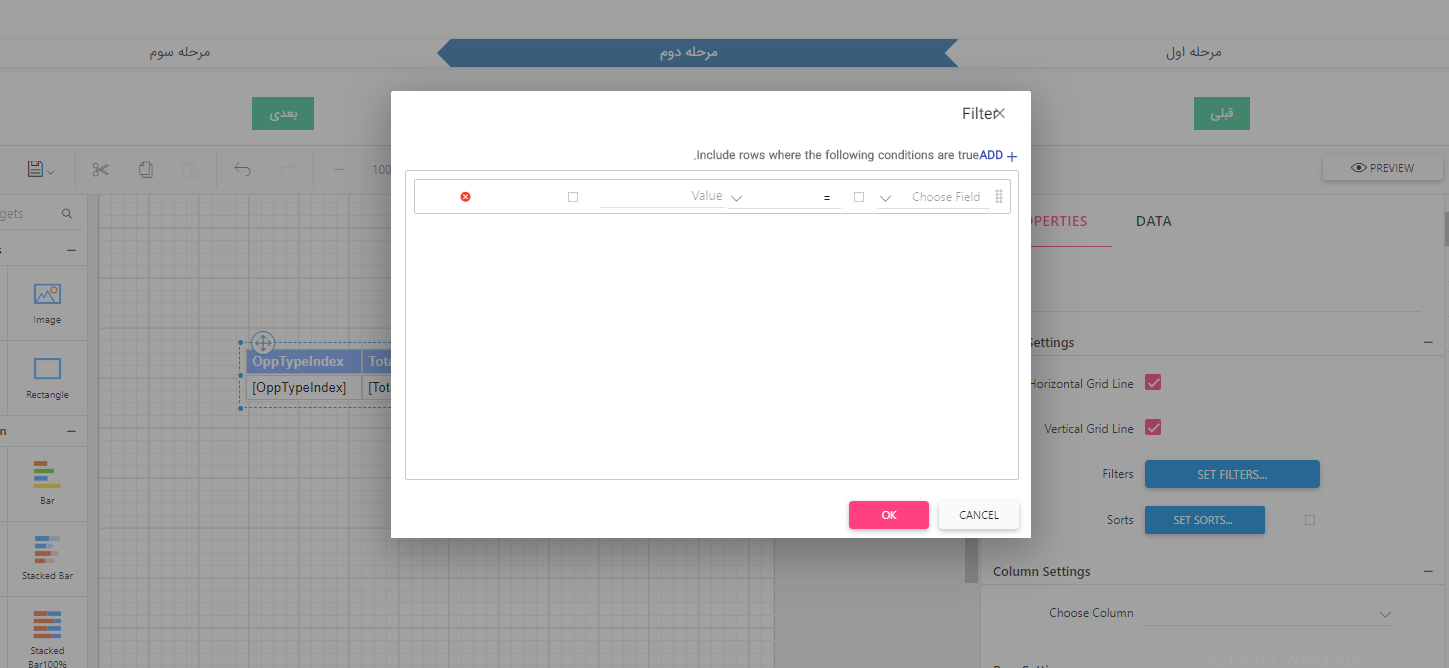 مرحله اول
مرحله دوم
مرحله سوم
قبلی
بعدی
100
PREVIEW
gets
Image
Rectangle
n
Bar
Stacked Bar
Stacked
Bar100%
OppTypeIndex
[OppTypeIndex]
Filter
.Include rows where the following conditions are true
ADD +
Value
=
Choose Field
OK
CANCEL
OPERTIES
DATA
Settings
Horizontal Grid Line
Vertical Grid Line
Filters
SET FILTERS...
Sorts
SET SORTS...
Column Settings
Choose Column
Activate Windows